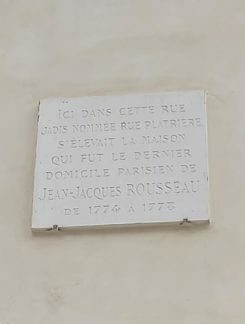 ICI DANS CETTE RUE
JADIS NOMMÉE RUE PLATRIÈRE
S'ÉLEVAIT LA MAISON
QUI FUT LE DERNIER
DOMICILE PARISIEN DE
JEAN-JACQUES ROUSSEAU
DE 1774 À 1778